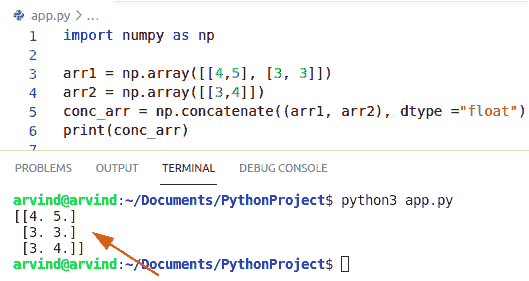 app.py > ...
1 import numpy as np
2
3 arr1 = np.array([[4,5], [3, 3]])
4 arr2 = np.array([[3,4]])
5 conc_arr = np.concatenate((arr1, arr2), dtype ="float")
6 print(conc_arr)
PROBLEMS OUTPUT TERMINAL DEBUG CONSOLE
arvind@arvind:~/Documents/PythonProject$ python3 app.py
[[4. 5.]
 [3. 3.]
 [3. 4.]]
arvind@arvind:~/Documents/PythonProject$